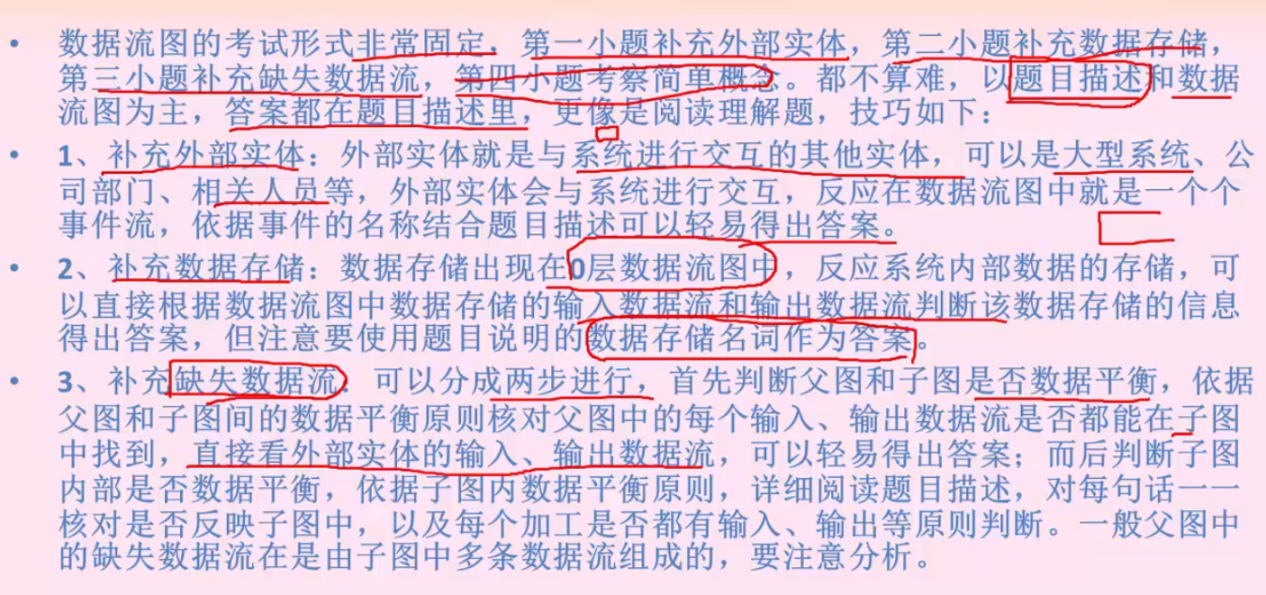 • 数据流图的考试形式非常固定，第一小题补充外部实体，第二小题补充数据存储，
第三小题补充缺失数据流，第四小题考察简单概念。都不算难，以题目描述和数据
流图为主，答案都在题目描述里，更像是阅读理解题，技巧如下：
• 1、补充外部实体：外部实体就是与系统进行交互的其他实体，可以是大型系统、公
司部门、相关人员等，外部实体会与系统进行交互，反应在数据流图中就是一个个
事件流，依据事件的名称结合题目描述可以轻易得出答案。
• 2、补充数据存储：数据存储出现在0层数据流图中，反应系统内部数据的存储，可
以直接根据数据流图中数据存储的输入数据流和输出数据流判断该数据存储的信息
得出答案，但注意要使用题目说明的数据存储名词作为答案。
• 3、补充缺失数据流：可以分成两步进行，首先判断父图和子图是否数据平衡，依据
父图和子图间的数据平衡原则核对父图中的每个输入、输出数据流是否都能在子图
中找到，直接看外部实体的输入、输出数据流，可以轻易得出答案；而后判断子图
内部是否数据平衡，依据子图内数据平衡原则，详细阅读题目描述，对每句话一一
核对是否反映子图中，以及每个加工是否都有输入、输出等原则判断。一般父图中
的缺失数据流在是由子图中多条数据流组成的，要注意分析。